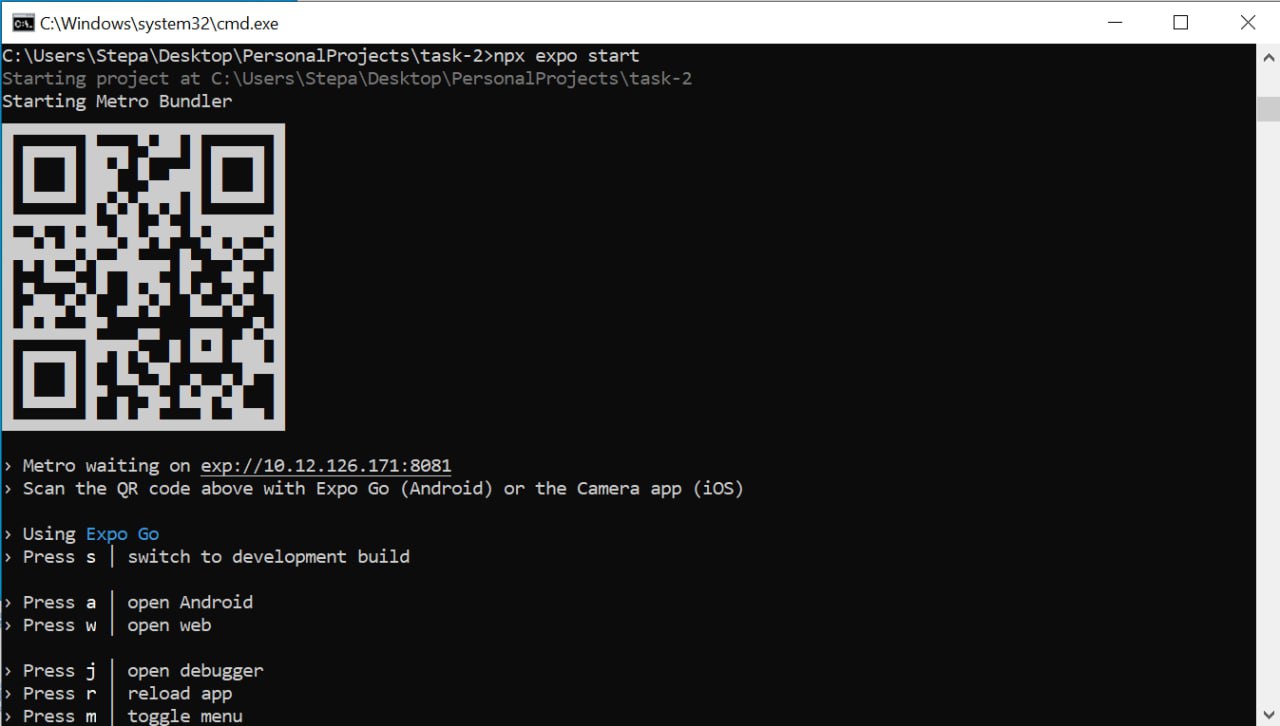 C:\Windows\system32\cmd.exe
C:\Users\Stepa\Desktop\PersonalProjects\task-2>npx expo start
Starting project at C:\Users\Stepa\Desktop\PersonalProjects\task-2
Starting Metro Bundler
› Metro waiting on exp://10.12.126.171:8081
› Scan the QR code above with Expo Go (Android) or the Camera app (iOS)
› Using Expo Go
› Press s │ switch to development build
› Press a │ open Android
› Press w │ open web
› Press j │ open debugger
› Press r │ reload app
› Press m │ toggle menu